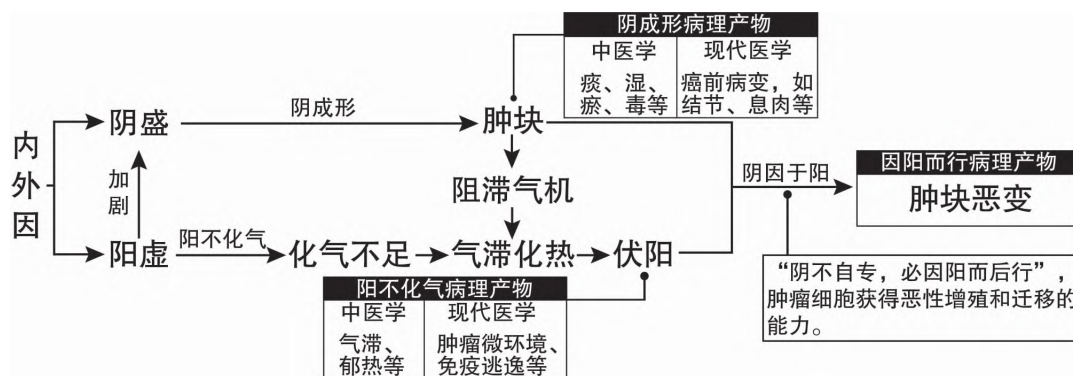 阴成形病理产物
中医学
现代医学
痰、湿、
瘀、毒等
癌前病变，如
结节、息肉等
内
外
因
阴盛
阴成形
肿块
加
剧
阻滞气机
阴因于阳
因阳而行病理产物
肿块恶变
阳虚
阳不化气
化气不足
气滞化热
伏阳
阳不化气病理产物
中医学
现代医学
气滞、
郁热等
肿瘤微环境、
免疫逃逸等
“阴不自专，必因阳而后行”，
肿瘤细胞获得恶性增殖和迁移的
能力。